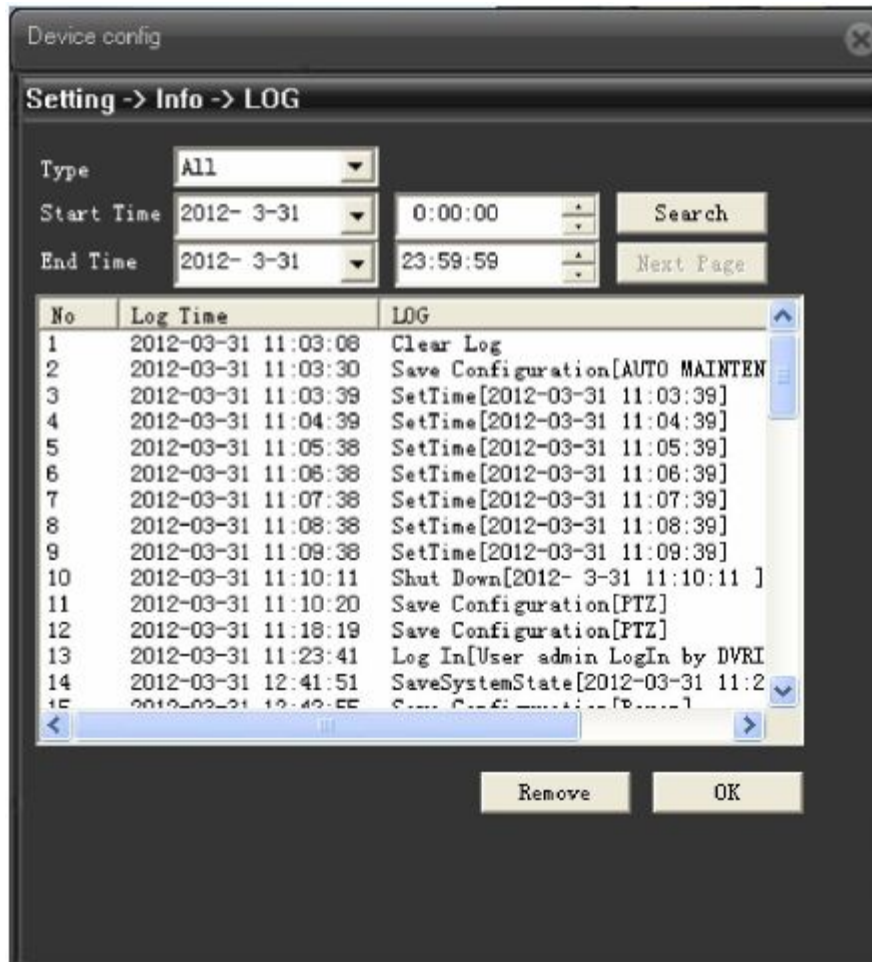 Device config
Setting -> Info -> LOG
Type All
Start Time 2012- 3-31 0:00:00 Search
End Time 2012- 3-31 23:59:59 Next Page
No Log Time LOG
1 2012-03-31 11:03:08 Clear Log
2 2012-03-31 11:03:30 Save Configuration[AUTO MAINTEN
3 2012-03-31 11:03:39 SetTime[2012-03-31 11:03:39]
4 2012-03-31 11:04:39 SetTime[2012-03-31 11:04:39]
5 2012-03-31 11:05:38 SetTime[2012-03-31 11:05:39]
6 2012-03-31 11:06:38 SetTime[2012-03-31 11:06:39]
7 2012-03-31 11:07:38 SetTime[2012-03-31 11:07:39]
8 2012-03-31 11:08:38 SetTime[2012-03-31 11:08:39]
9 2012-03-31 11:09:38 SetTime[2012-03-31 11:09:39]
10 2012-03-31 11:10:11 Shut Down[2012- 3-31 11:10:11 ]
11 2012-03-31 11:10:20 Save Configuration[PTZ]
12 2012-03-31 11:18:19 Save Configuration[PTZ]
13 2012-03-31 11:23:41 Log In[User admin LogIn by DVRI
14 2012-03-31 12:41:51 SaveSystemState[2012-03-31 11:2
15 2012-03-31
Remove OK